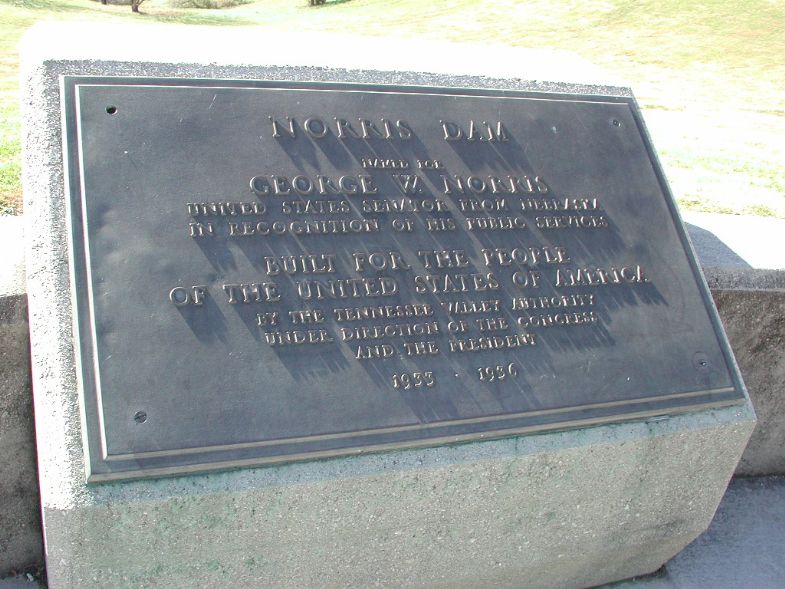 NORRIS DAM
NAMED FOR
GEORGE W. NORRIS
UNITED STATES SENATOR FROM NEBRASKA
IN RECOGNITION OF HIS PUBLIC SERVICES
BUILT FOR THE PEOPLE
OF THE UNITED STATES OF AMERICA
BY THE TENNESSEE VALLEY AUTHORITY
UNDER DIRECTION OF THE CONGRESS
AND THE PRESIDENT
1933 · 1936